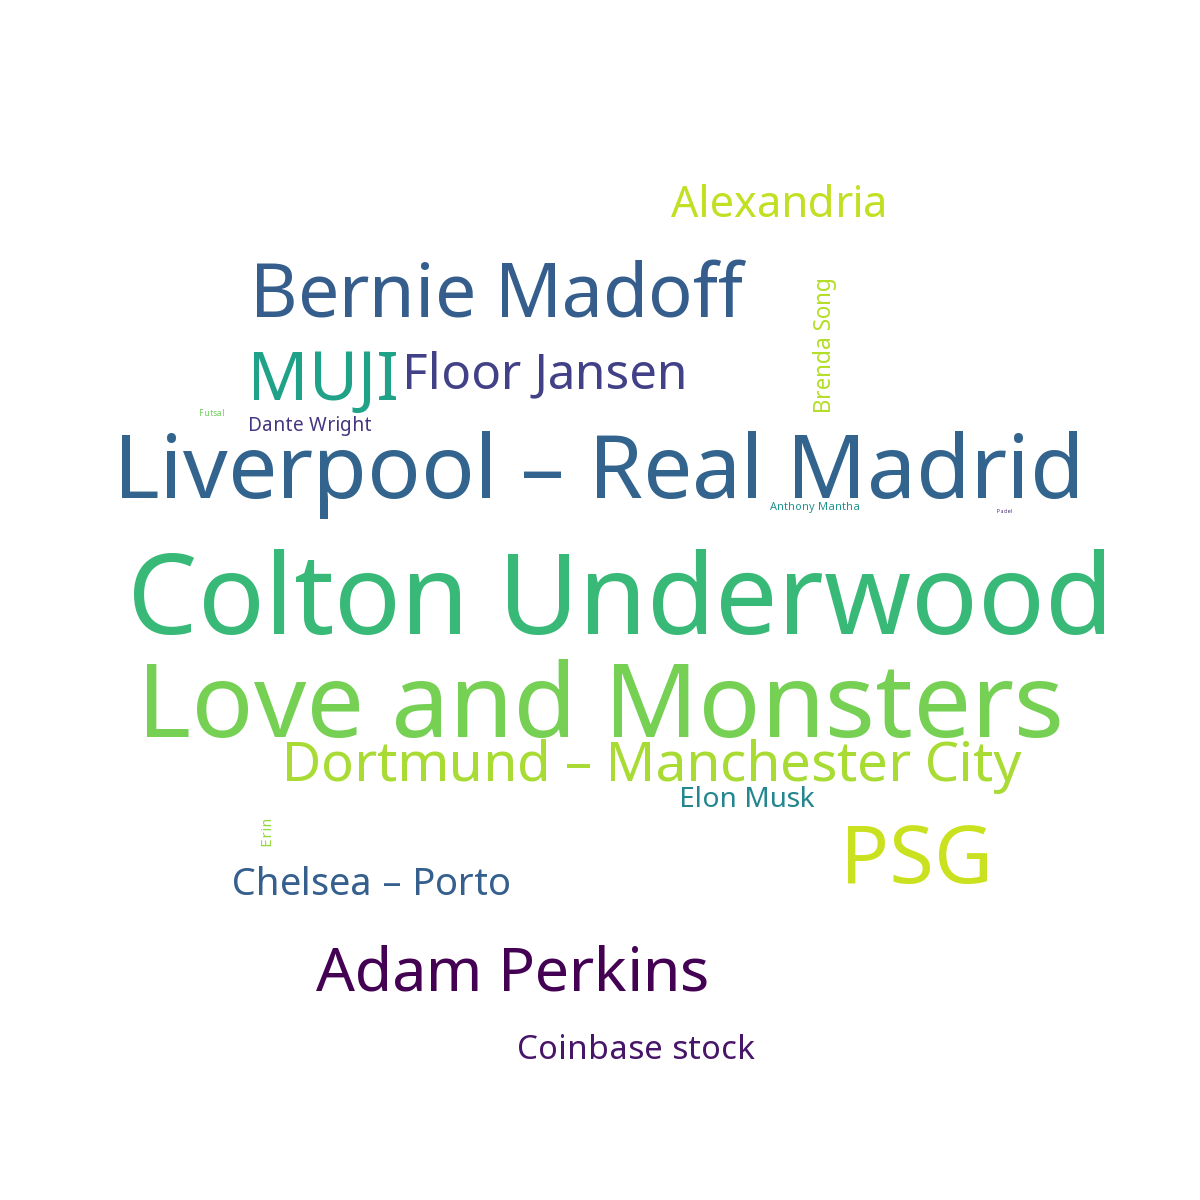 Alexandria
Bernie Madoff
Brenda Song
MUJI
Floor Jansen
Futsal
Dante Wright
Liverpool – Real Madrid
Anthony Mantha
Padel
Colton Underwood
Love and Monsters
Dortmund – Manchester City
Elon Musk
Erin
PSG
Chelsea – Porto
Adam Perkins
Coinbase stock